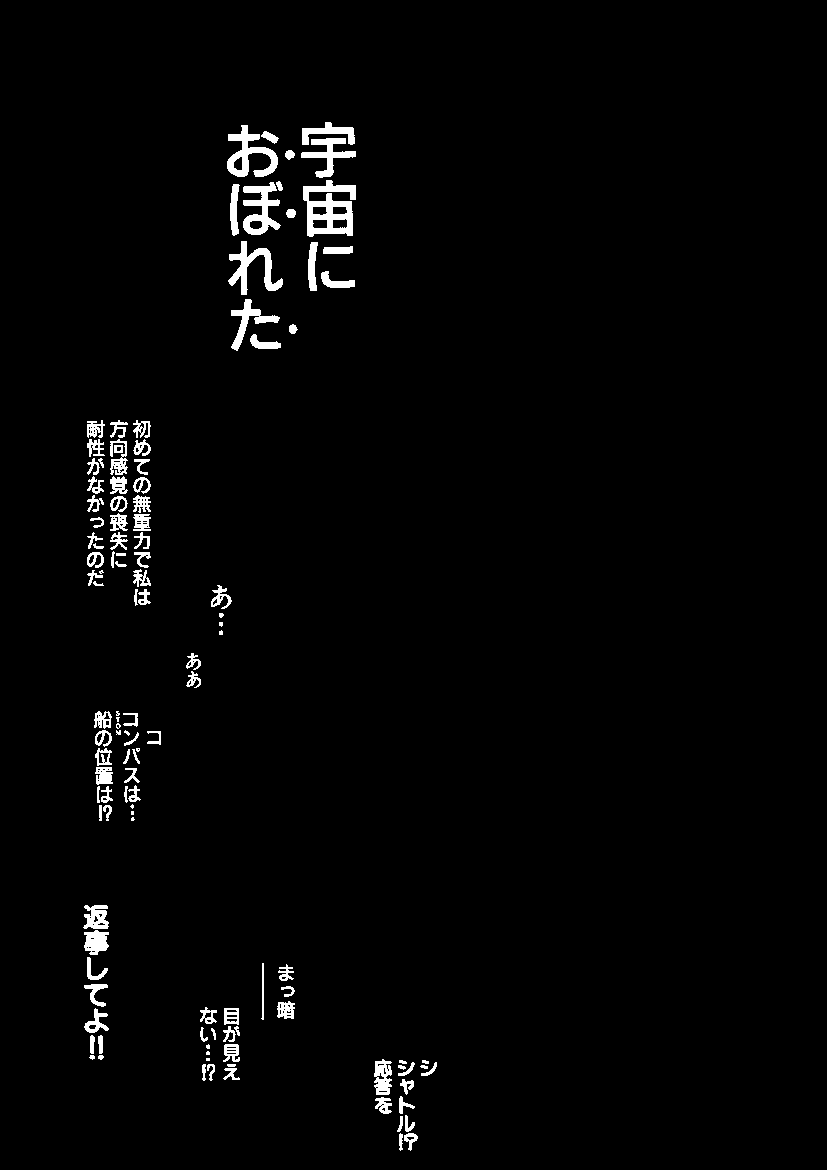 宇宙に
おぼれた
初めての無重力で私は
方向感覚の喪失に
耐性がなかったのだ
あ…
ああ
コ
コンパスは…
船の位置は!?
シ
シャトル!?
応答を
まっ暗
――
目が見え
ない…!?
返事してよ!!